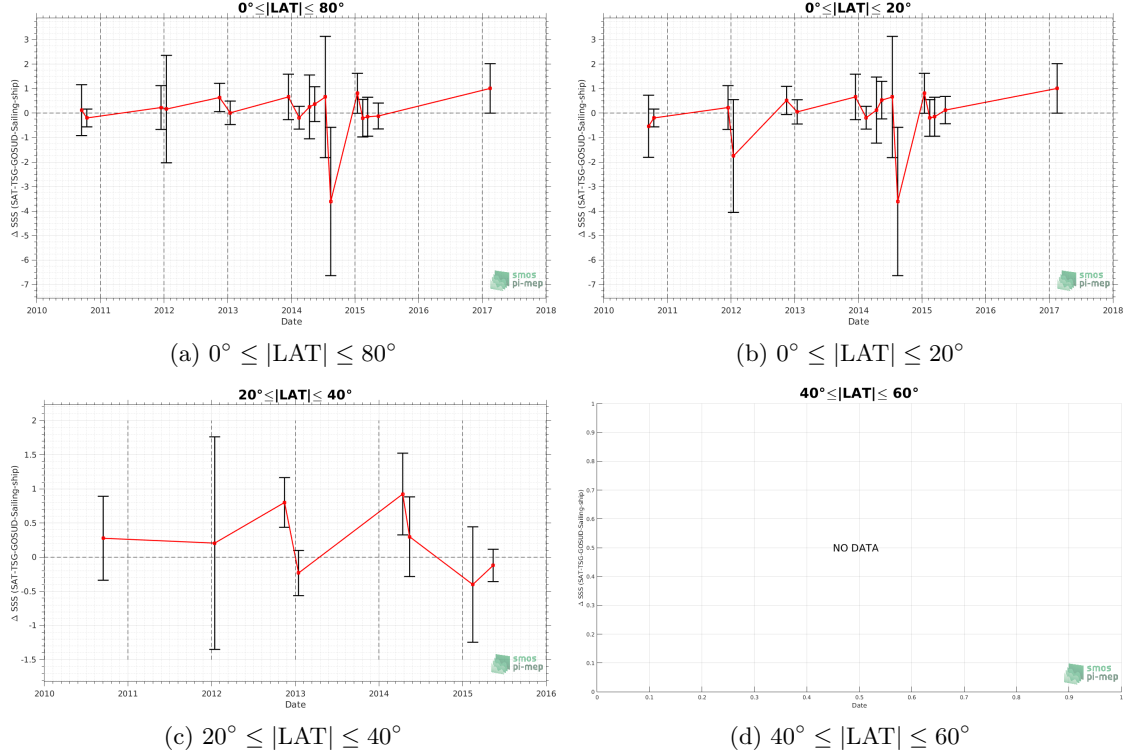 0°≤|LAT|≤ 80°
Δ SSS (SAT-TSG-GOSUD-Sailing-ship)
3
2
1
0
-1
-2
-3
-4
-5
-6
-7
2010 2011 2012 2013 2014 2015 2016 2017 2018
Date
smos
pi-mep
(a) 0° ≤ |LAT| ≤ 80°
0°≤|LAT|≤ 20°
Δ SSS (SAT-TSG-GOSUD-Sailing-ship)
3
2
1
0
-1
-2
-3
-4
-5
-6
-7
2010 2011 2012 2013 2014 2015 2016 2017 2018
Date
smos
pi-mep
(b) 0° ≤ |LAT| ≤ 20°
20°≤|LAT|≤ 40°
Δ SSS (SAT-TSG-GOSUD-Sailing-ship)
2
1.5
1
0.5
0
-0.5
-1
-1.5
2010 2011 2012 2013 2014 2015 2016
Date
smos
pi-mep
(c) 20° ≤ |LAT| ≤ 40°
40°≤|LAT|≤ 60°
Δ SSS (SAT-TSG-GOSUD-Sailing-ship)
1
0.9
0.8
0.7
0.6
0.5
0.4
0.3
0.2
0.1
0
NO DATA
0 0.1 0.2 0.3 0.4 0.5 0.6 0.7 0.8 0.9 1
Date
smos
pi-mep
(d) 40° ≤ |LAT| ≤ 60°